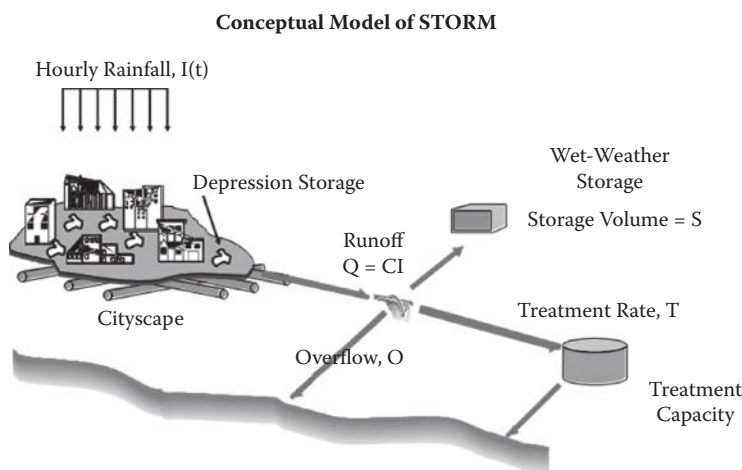 Conceptual Model of STORM
Hourly Rainfall, I(t)
Depression Storage
Wet-Weather
Storage
Storage Volume = S
Runoff
Q = CI
Cityscape
Treatment Rate, T
Overflow, O
Treatment
Capacity